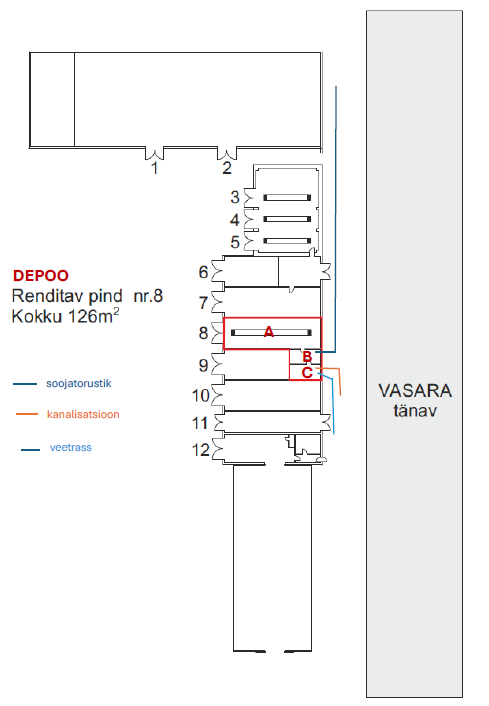 1
2
3
4
5
DEPOO
Renditav pind nr.8
Kokku 126m²
6
7
8
A
B
9
C
10
11
12
soojatorustik
kanalisatsioon
veetrass
VASARA
tänav